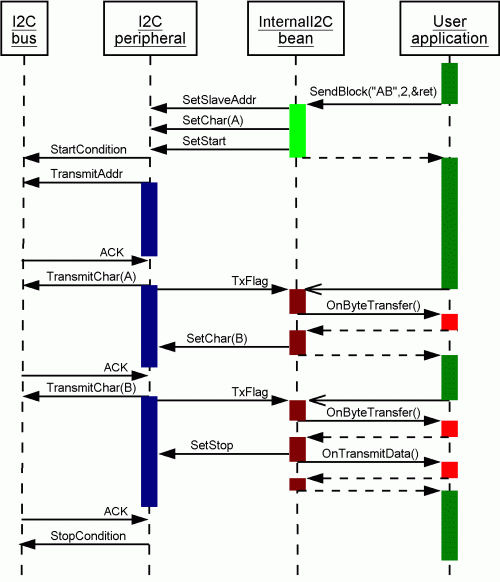 I2C
bus
I2C
peripheral
InternalI2C
bean
User
application
SendBlock("AB",2,&ret)
SetSlaveAddr
SetChar(A)
SetStart
StartCondition
TransmitAddr
ACK
TransmitChar(A)
TxFlag
OnByteTransfer()
SetChar(B)
ACK
TransmitChar(B)
TxFlag
OnByteTransfer()
SetStop
OnTransmitData()
ACK
StopCondition